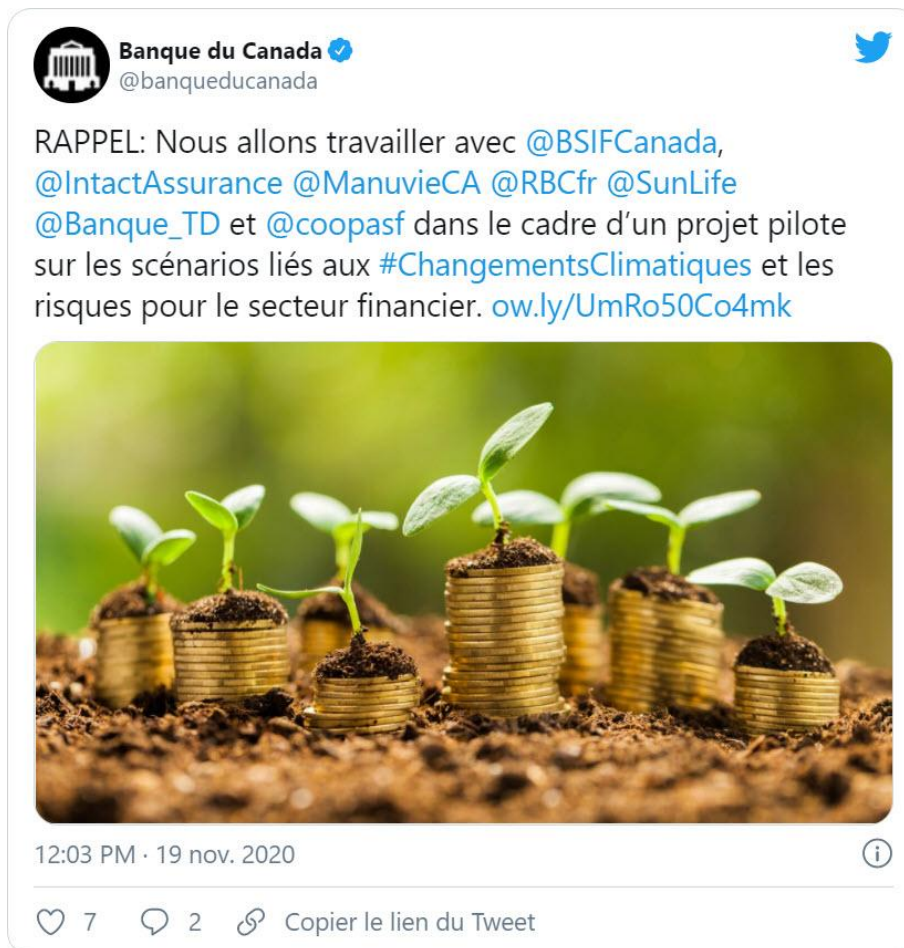 Banque du Canada
@banqueducanada
RAPPEL: Nous allons travailler avec @BSIFCanada,
@IntactAssurance @ManuvieCA @RBCfr @SunLife
@Banque_TD et @coopasf dans le cadre d’un projet pilote
sur les scénarios liés aux #ChangementsClimatiques et les
risques pour le secteur financier. ow.ly/UmRo50Co4mk
12:03 PM · 19 nov. 2020
7 2 Copier le lien du Tweet